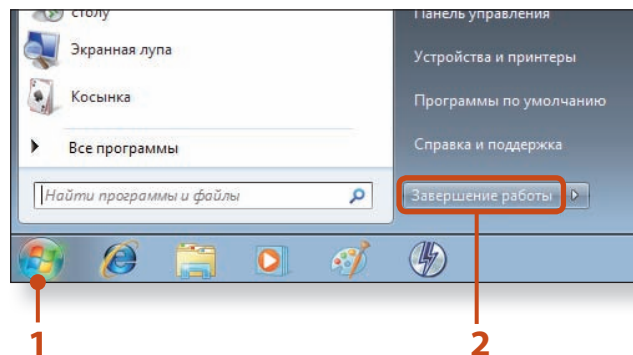 столу
Панель управления
Экранная лупа
Устройства и принтеры
Косынка
Программы по умолчанию
Все программы
Справка и поддержка
Найти программы и файлы
Завершение работы
1
2